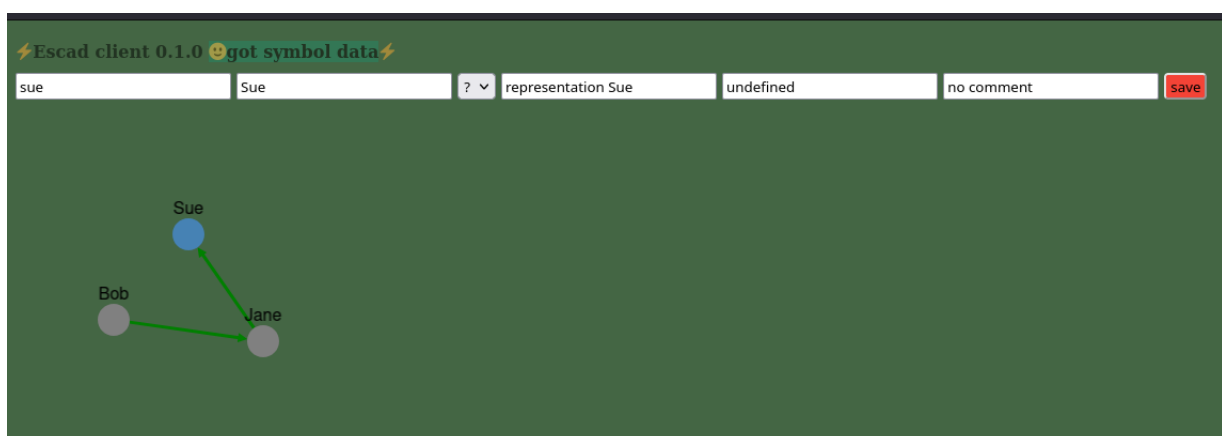 ⚡Escad client 0.1.0 🙂got symbol data⚡
sue Sue ? representation Sue undefined no comment save
Sue
Bob
Jane